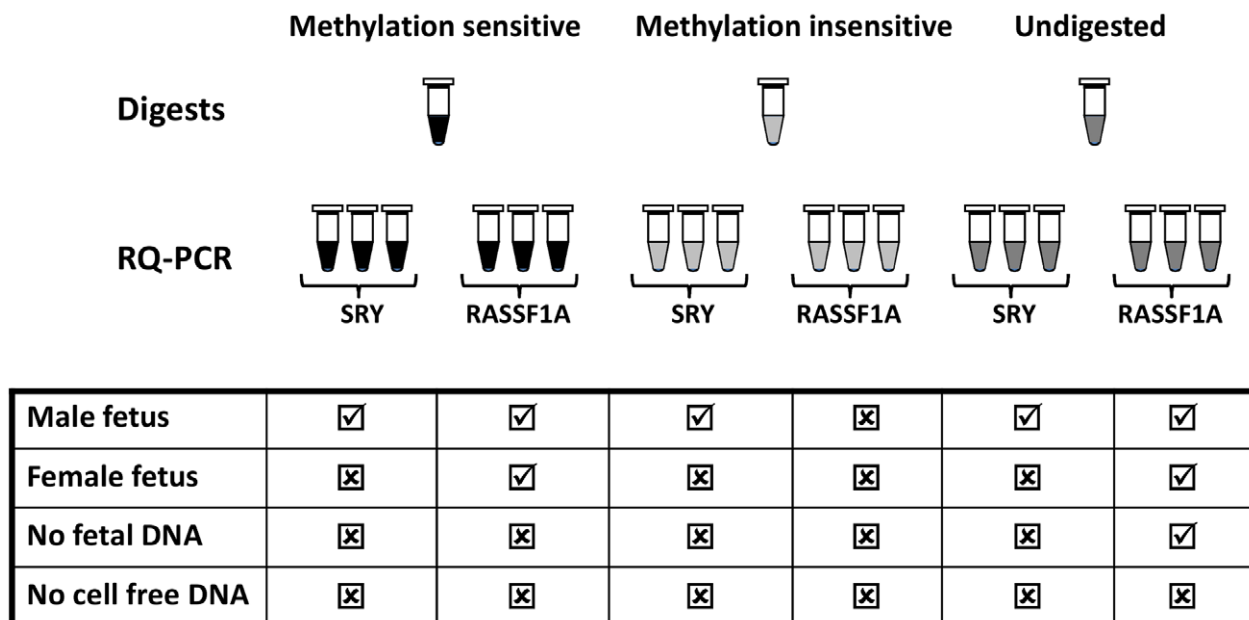 Methylation sensitive Methylation insensitive Undigested
Digests
RQ-PCR
SRY RASSF1A SRY RASSF1A SRY RASSF1A
Male fetus ☑ ☑ ☑ ☒ ☑ ☑
Female fetus ☒ ☑ ☒ ☒ ☒ ☑
No fetal DNA ☒ ☒ ☒ ☒ ☒ ☑
No cell free DNA ☒ ☒ ☒ ☒ ☒ ☒